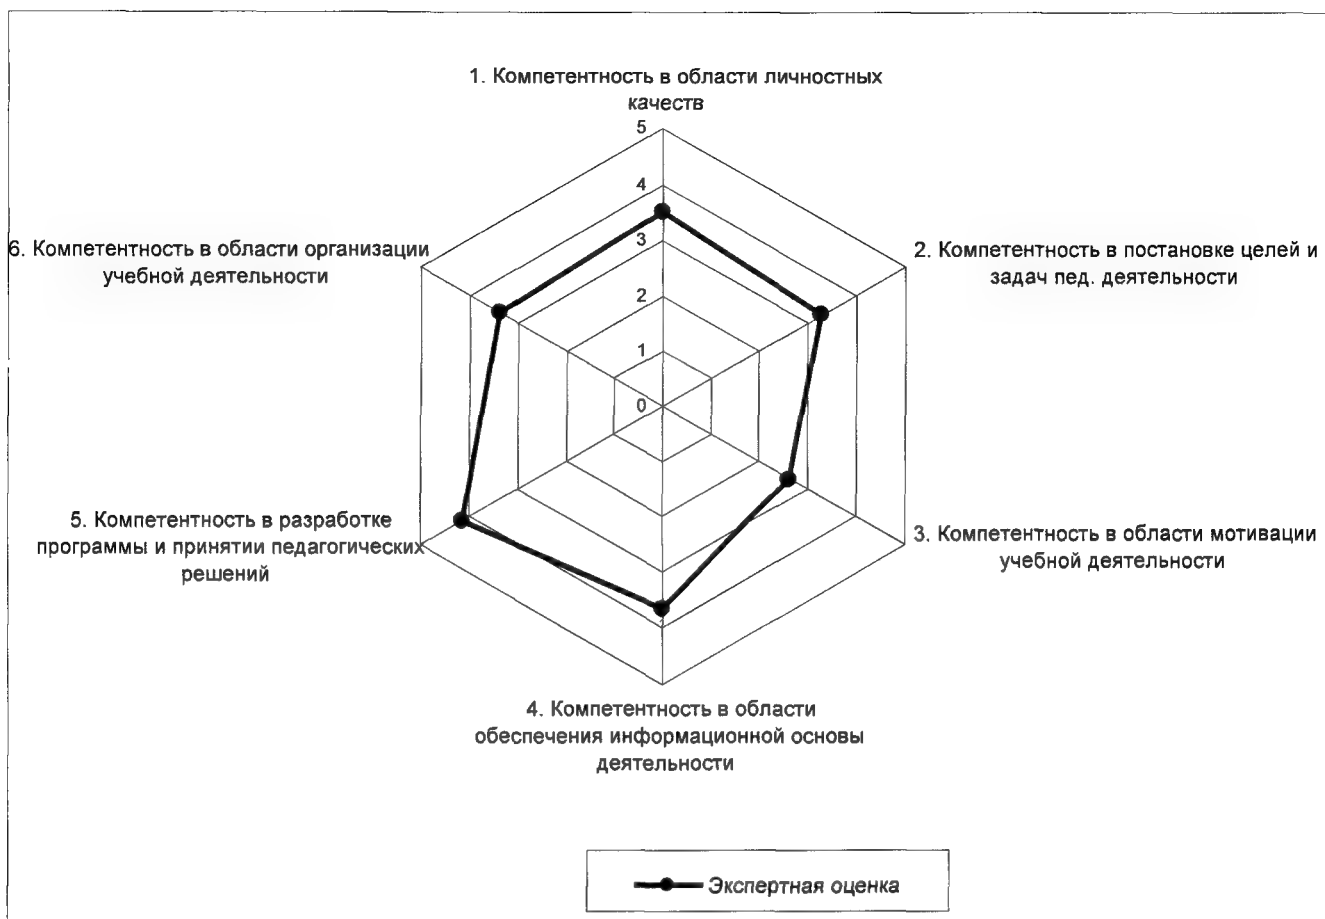 1. Компетентность в области личностных
качеств
5
4
3
2
1
0
2. Компетентность в постановке целей и
задач пед. деятельности
3. Компетентность в области мотивации
учебной деятельности
4. Компетентность в области
обеспечения информационной основы
деятельности
5. Компетентность в разработке
программы и принятии педагогических
решений
6. Компетентность в области организации
учебной деятельности
Экспертная оценка